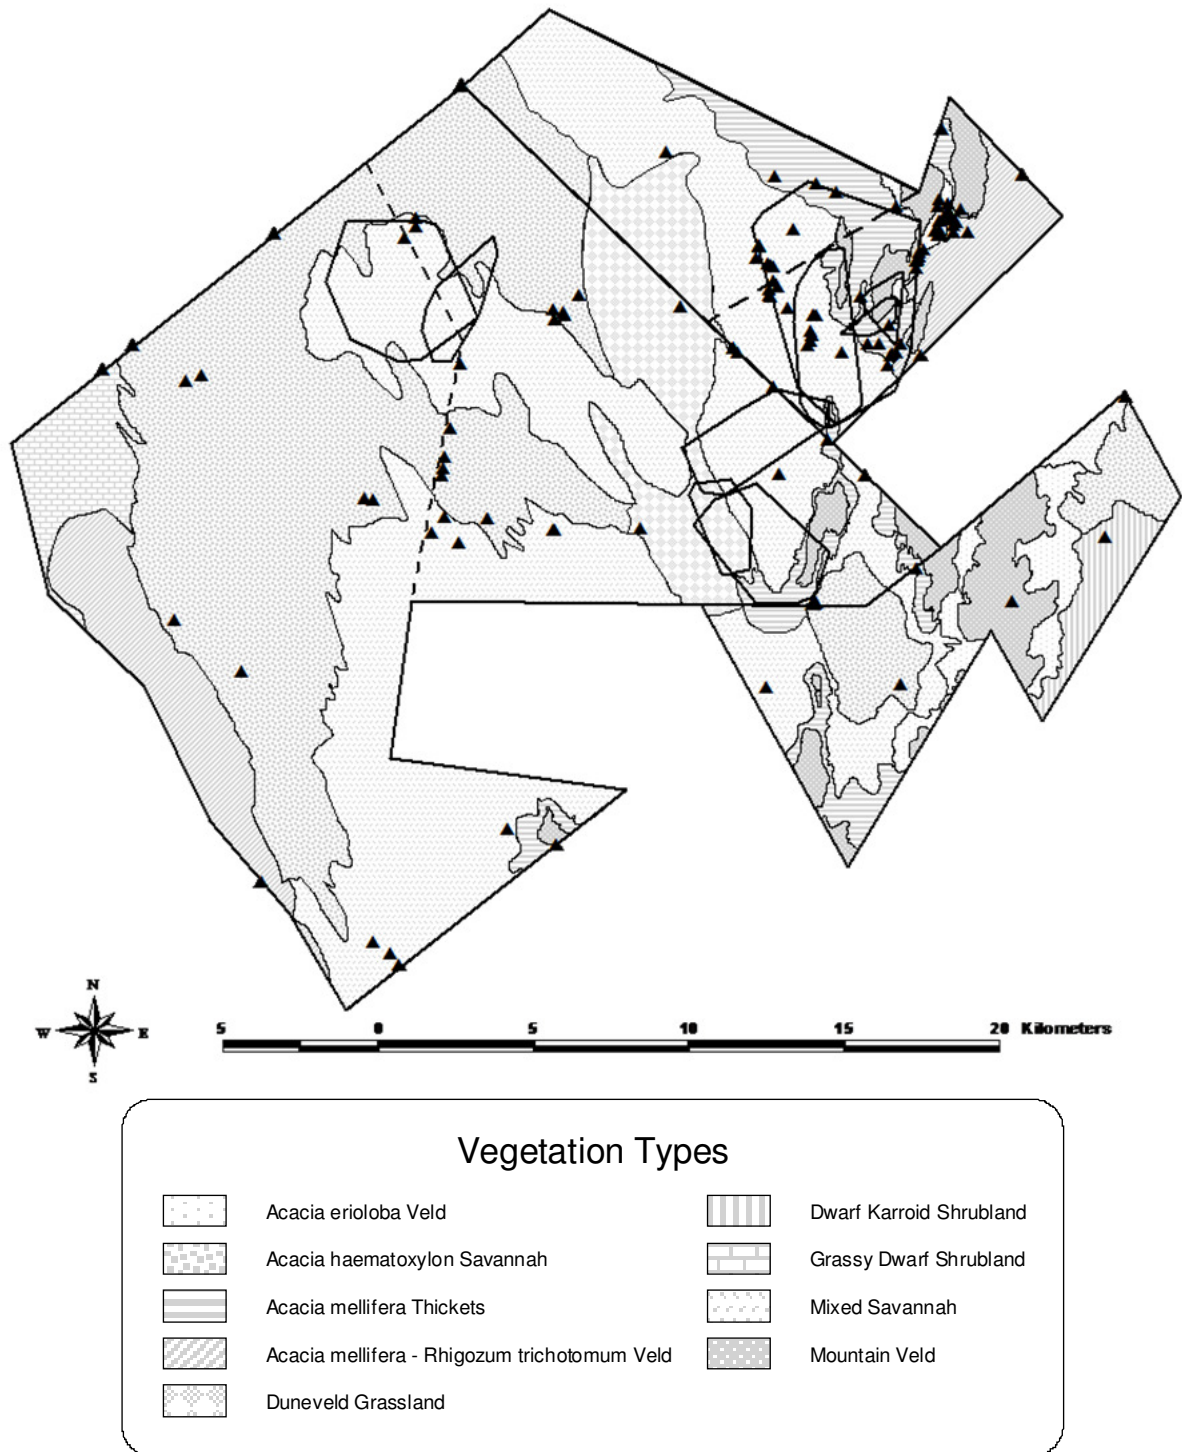 N
W E
S
5 0 5 10 15 20 Kilometers
Vegetation Types
Acacia erioloba Veld
Acacia haematoxylon Savannah
Acacia mellifera Thickets
Acacia mellifera - Rhigozum trichotomum Veld
Duneveld Grassland
Dwarf Karroid Shrubland
Grassy Dwarf Shrubland
Mixed Savannah
Mountain Veld